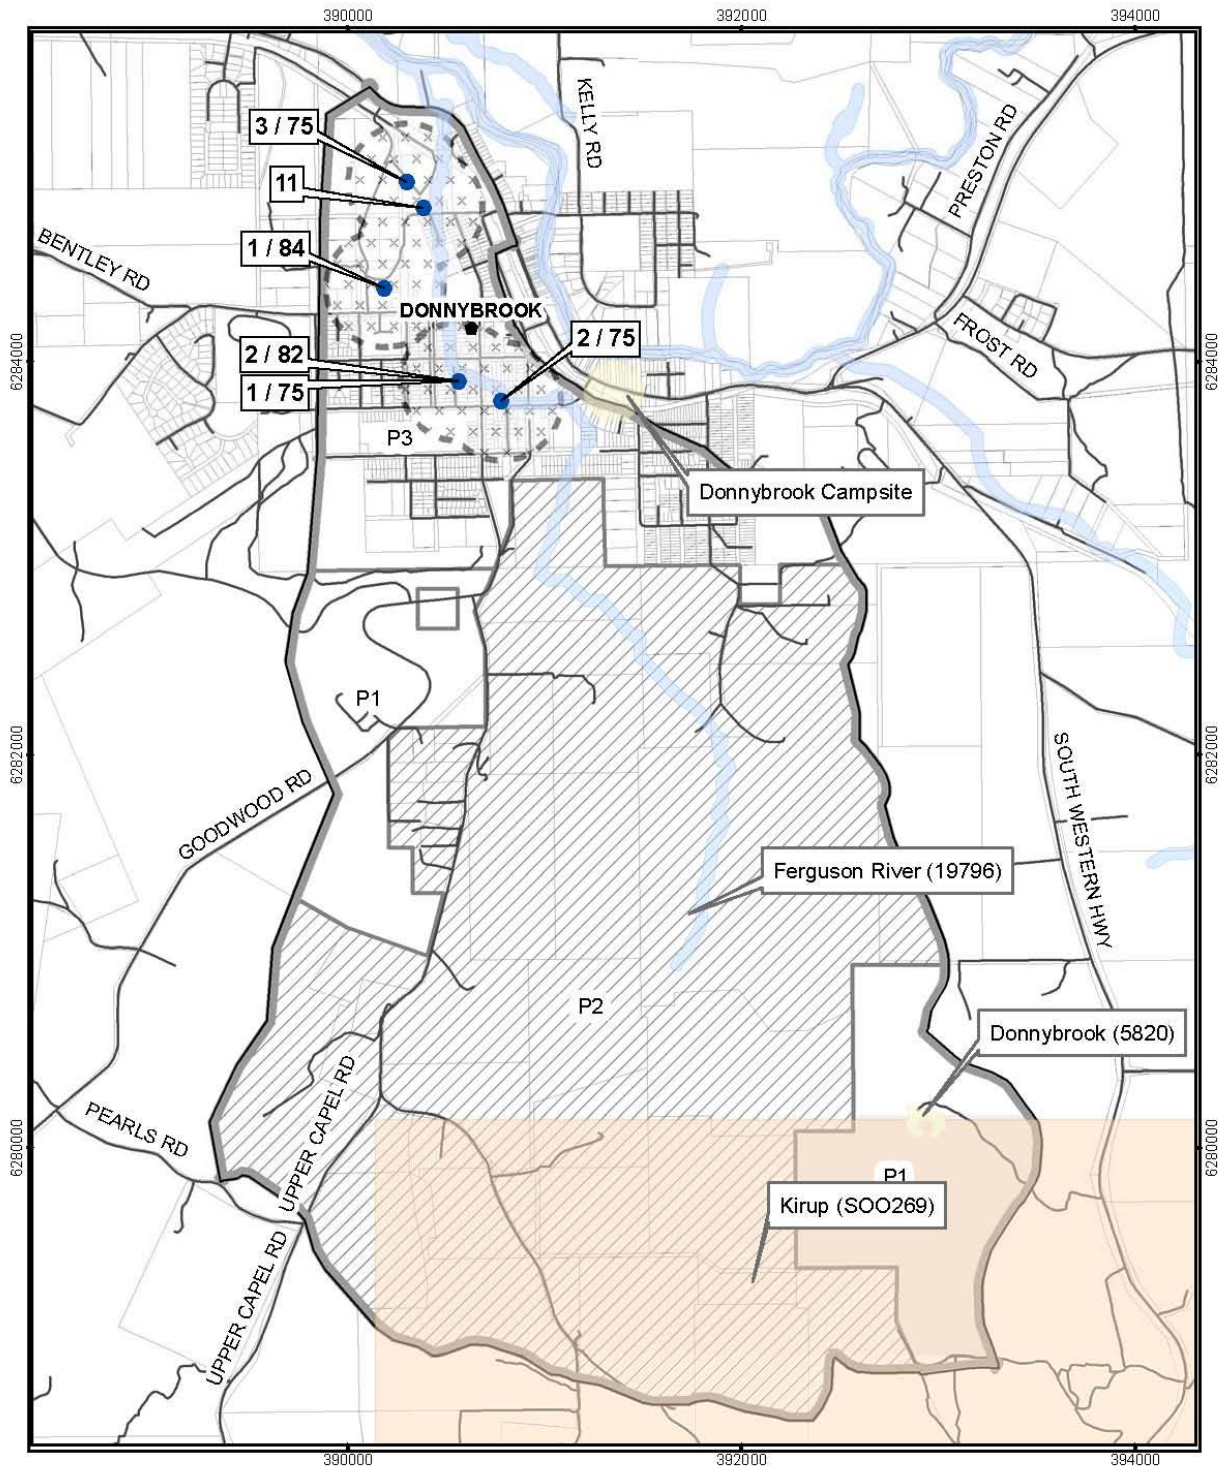 390000
392000
394000
KELLY RD
PRESTON RD
3 / 75
11
BENTLEY RD
1 / 84
DONNYBROOK
2 / 75
FROST RD
2 / 82
1 / 75
6284000
6284000
P3
Donnybrook Campsite
P1
6282000
6282000
GOODWOOD RD
SOUTH WESTERN HWY
Ferguson River (19796)
P2
Donnybrook (5820)
UPPER CAPEL RD
PEARLS RD
6280000
6280000
P1
Kirup (SOO269)
UPPER CAPEL RD
390000
392000
394000